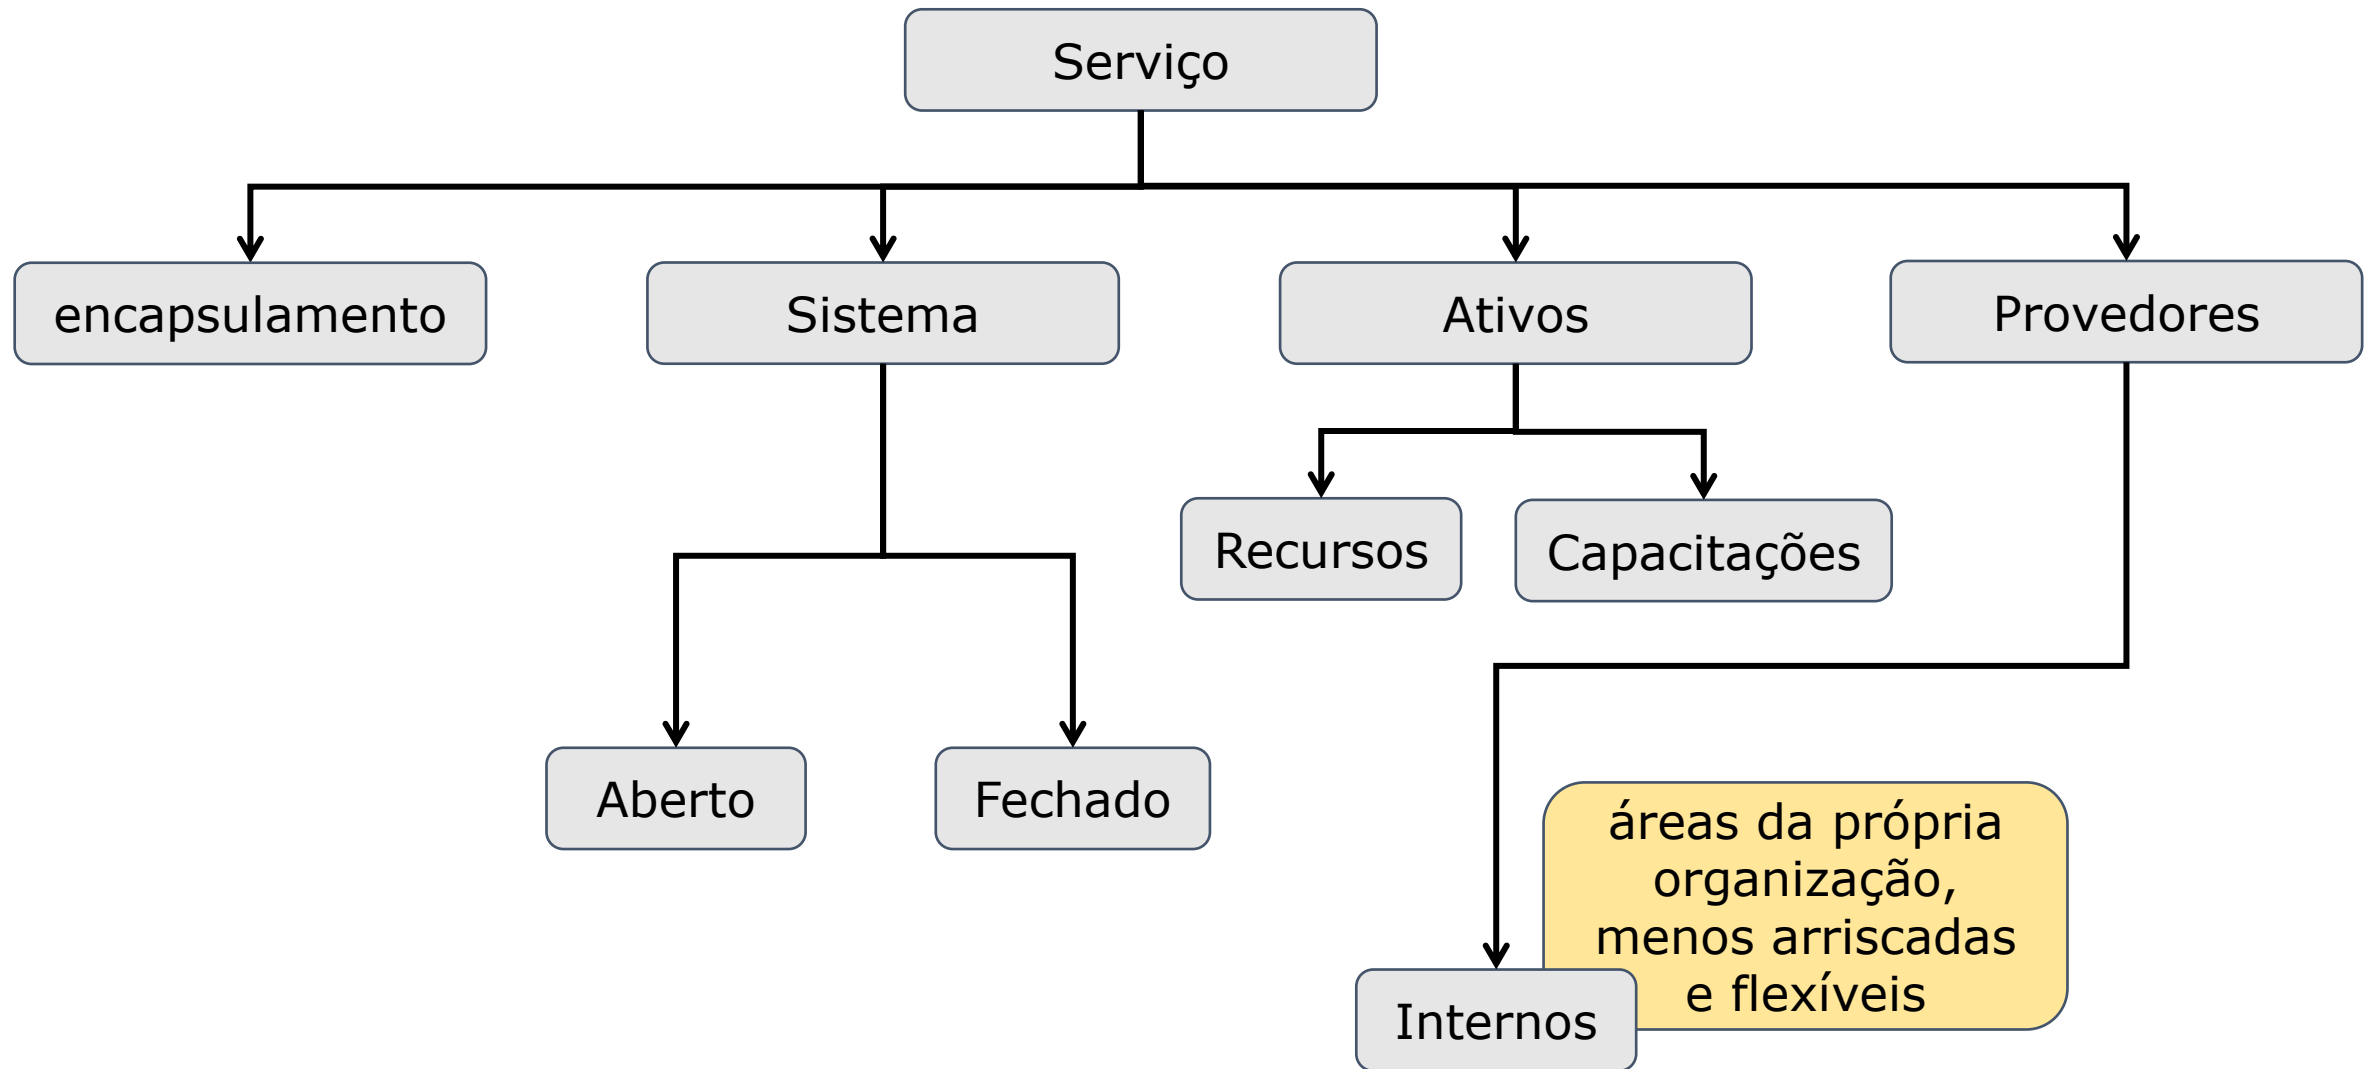 Serviço
encapsulamento
Sistema
Ativos
Provedores
Recursos
Capacitações
Aberto
Fechado
áreas da própria
organização,
menos arriscadas
e flexíveis
Internos